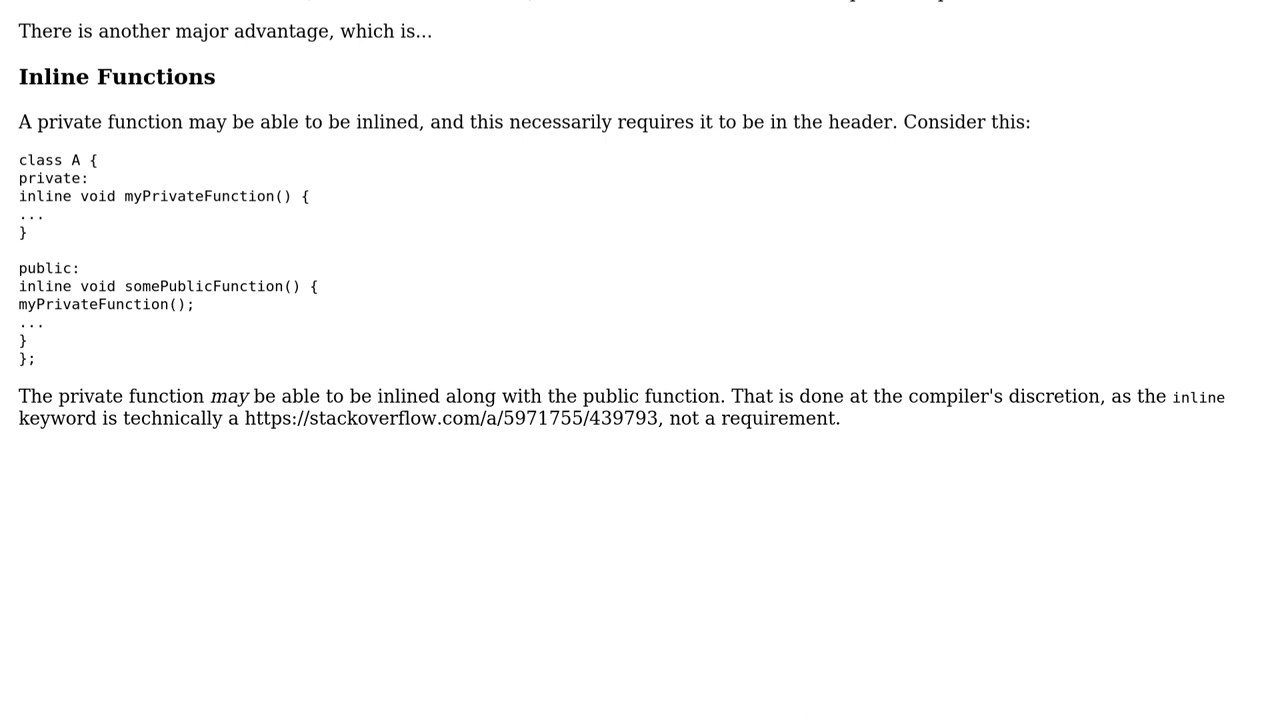 There is another major advantage, which is...
Inline Functions
A private function may be able to be inlined, and this necessarily requires it to be in the header. Consider this:
class A {
private:
inline void myPrivateFunction() {
...
}
public:
inline void somePublicFunction() {
myPrivateFunction();
...
}
};
The private function may be able to be inlined along with the public function. That is done at the compiler's discretion, as the inline
keyword is technically a https://stackoverflow.com/a/5971755/439793, not a requirement.